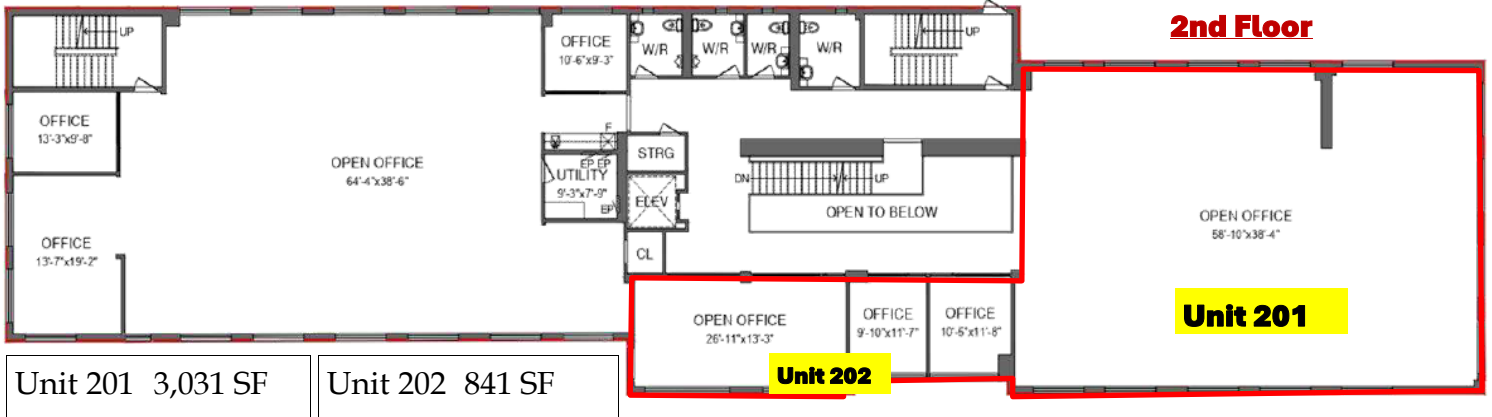 2nd Floor
UP
OFFICE
10'-6"x9'-3"
W/R
W/R
W/R
W/R
UP
OFFICE
13'-3"x9'-8"
OPEN OFFICE
64'-4"x38'-6"
F
EP EP
UTILITY
9'-3"x7'-9"
EP
STRG
ELEV
CL
DN
UP
OPEN TO BELOW
OPEN OFFICE
58'-10"x38'-4"
OFFICE
13'-7"x19'-2"
OPEN OFFICE
26'-11"x13'-3"
OFFICE
9'-10"x11'-7"
OFFICE
10'-5"x11'-8"
Unit 201
Unit 202
Unit 201 3,031 SF
Unit 202 841 SF